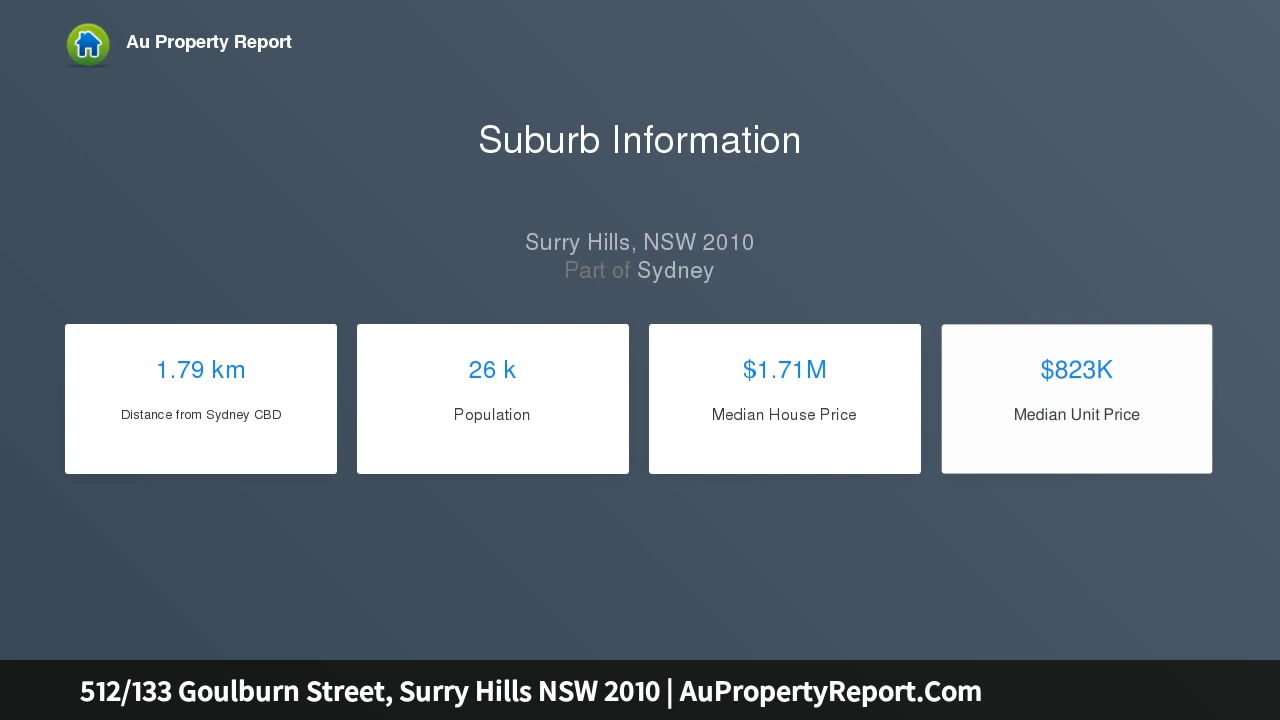 Au Property Report
Suburb Information
Surry Hills, NSW 2010
Part of Sydney
1.79 km
Distance from Sydney CBD
26 k
Population
$1.71M
Median House Price
$823K
Median Unit Price
512/133 Goulburn Street, Surry Hills NSW 2010 | AuPropertyReport.Com